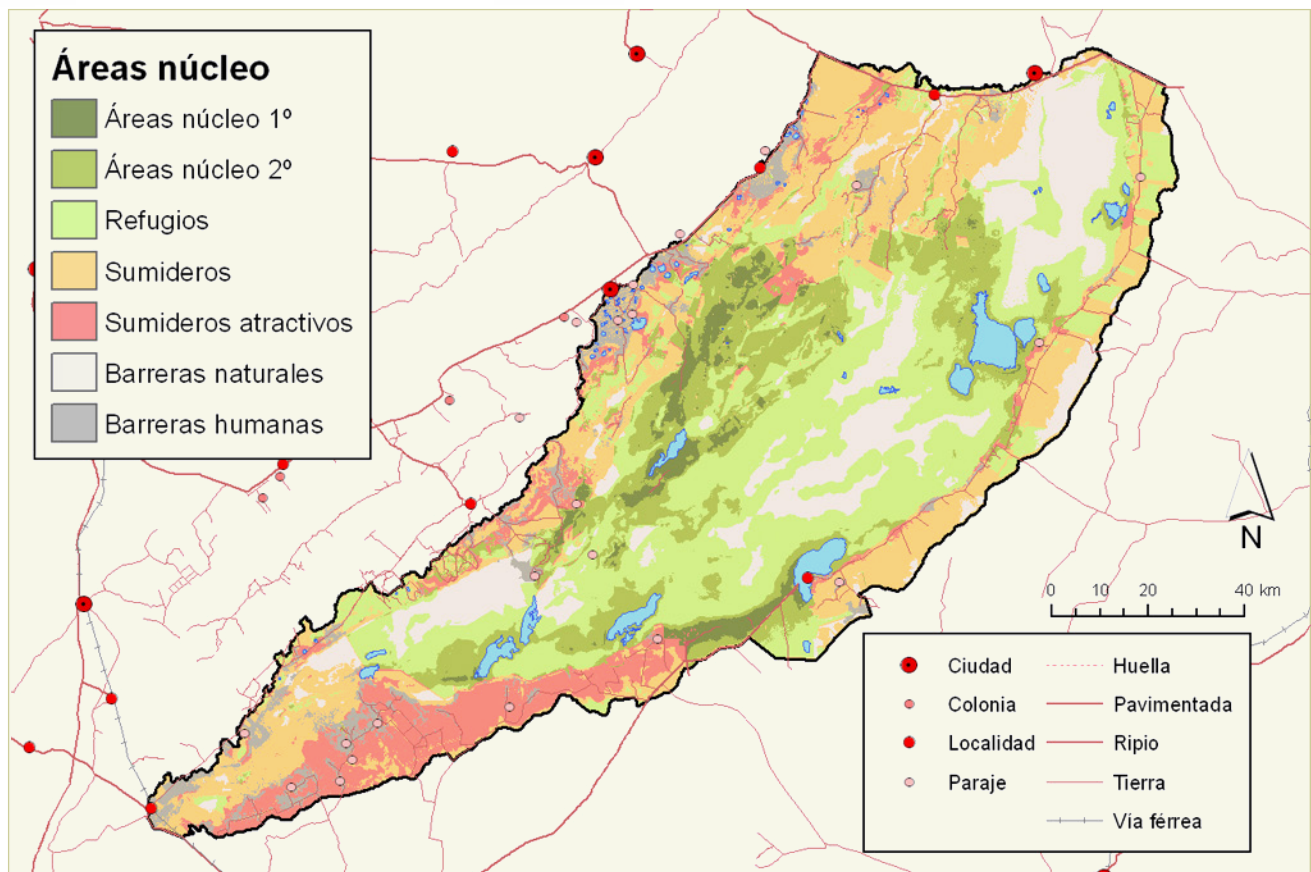 Áreas núcleo
Áreas núcleo 1º
Áreas núcleo 2º
Refugios
Sumideros
Sumideros atractivos
Barreras naturales
Barreras humanas
N
0 10 20 40 km
Ciudad
Colonia
Localidad
Paraje
Huella
Pavimentada
Ripio
Tierra
Vía férrea